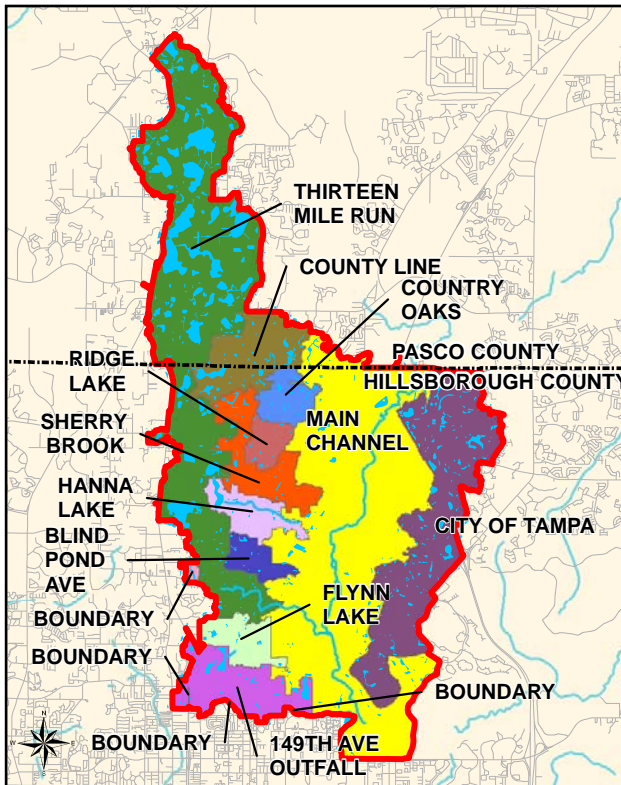 THIRTEEN
MILE RUN
COUNTY LINE
COUNTRY
OAKS
PASCO COUNTY
HILLSBOROUGH COUNTY
RIDGE
LAKE
MAIN
CHANNEL
SHERRY
BROOK
HANNA
LAKE
CITY OF TAMPA
BLIND
POND
AVE
FLYNN
LAKE
BOUNDARY
BOUNDARY
BOUNDARY
BOUNDARY
149TH AVE
OUTFALL
N
W
E
S